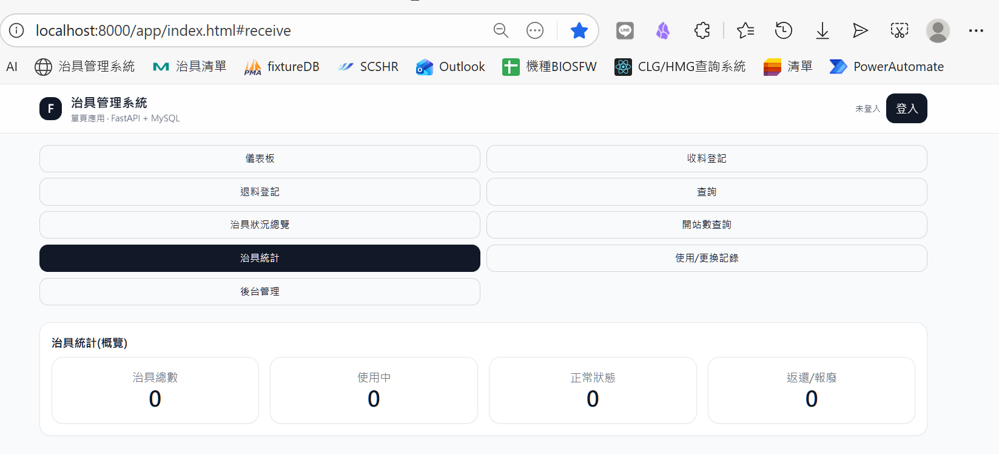 localhost:8000/app/index.html#receive
LINE
AI 治具管理系統 治具清單 PMA fixtureDB SCSHR Outlook 機種BIOSFW CLG/HMG查詢系統 清單 PowerAutomate
F 治具管理系統
單頁應用 · FastAPI + MySQL
未登入 登入
儀表板 收料登記
退料登記 查詢
治具狀況總覽 開站數查詢
治具統計 使用/更換記錄
後台管理
治具統計(概覽)
治具總數 使用中 正常狀態 返還/報廢
0 0 0 0